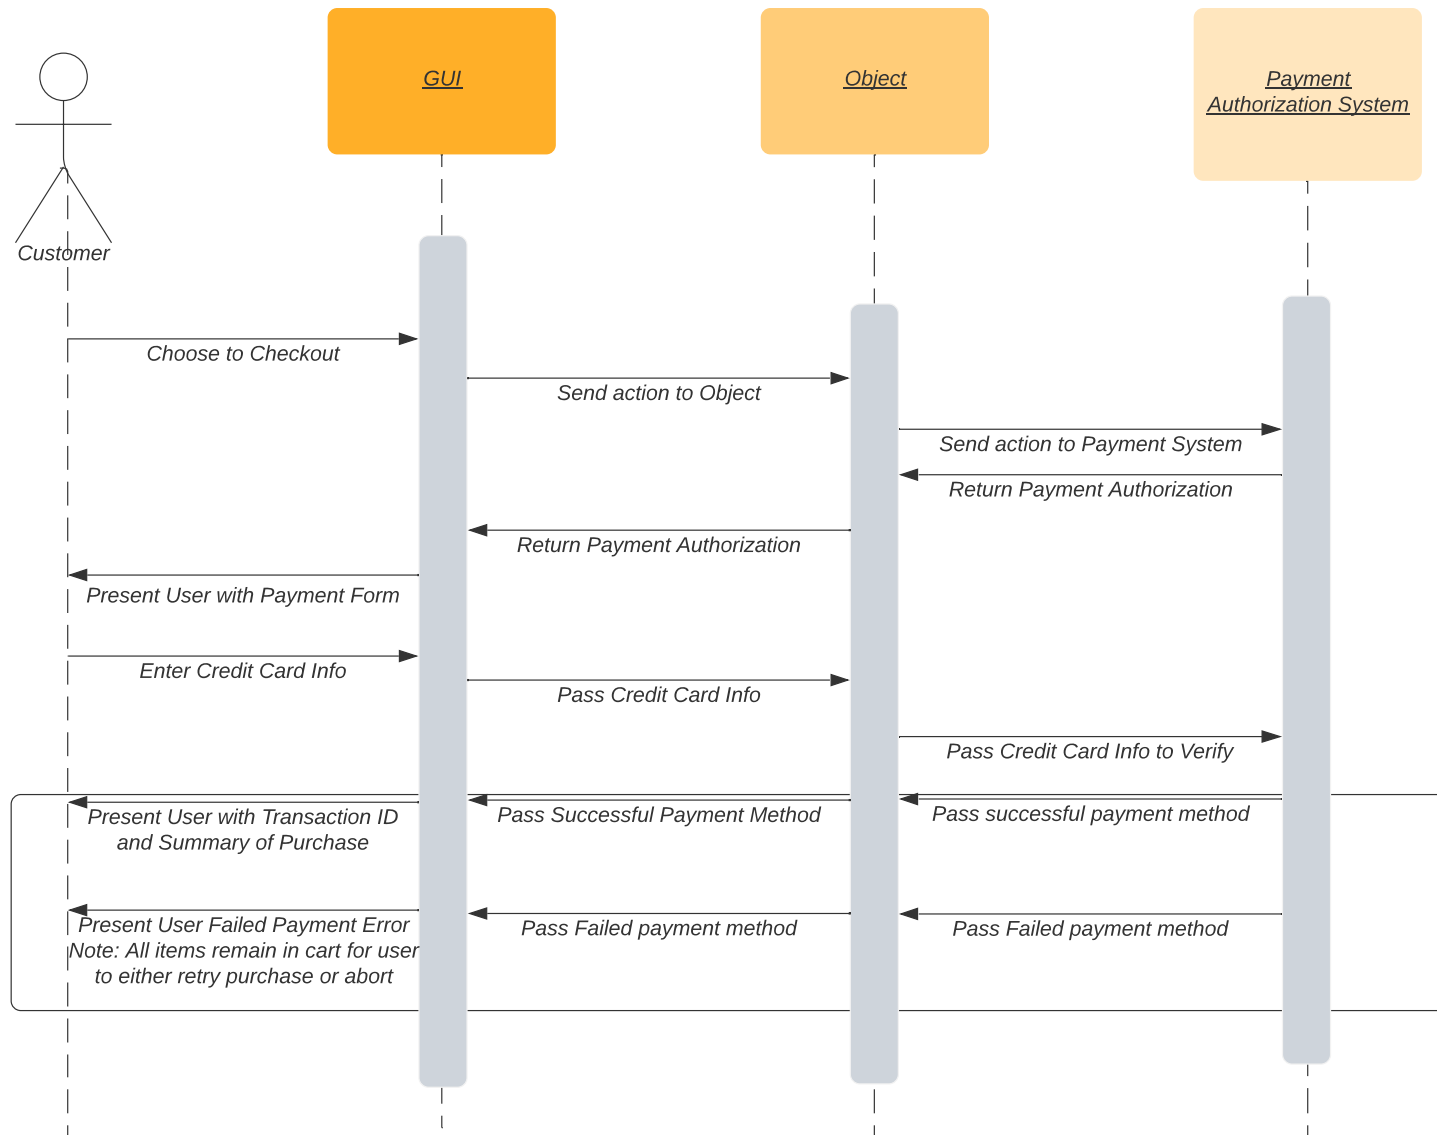 GUI
Object
Payment
Authorization System
Customer
Choose to Checkout
Send action to Object
Send action to Payment System
Return Payment Authorization
Return Payment Authorization
Present User with Payment Form
Enter Credit Card Info
Pass Credit Card Info
Pass Credit Card Info to Verify
Present User with Transaction ID
and Summary of Purchase
Pass Successful Payment Method
Pass successful payment method
Present User Failed Payment Error
Note: All items remain in cart for user
to either retry purchase or abort
Pass Failed payment method
Pass Failed payment method